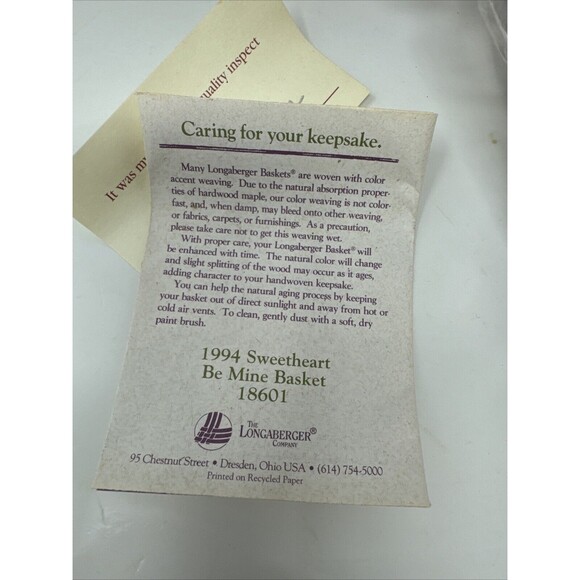 uality inspect
It was m
Caring for your keepsake.
Many Longaberger Baskets® are woven with color
accent weaving. Due to the natural absorption proper-
ties of hardwood maple, our color weaving is not color-
fast, and, when damp, may bleed onto other weaving,
or fabrics, carpets, or furnishings. As a precaution,
please take care not to get this weaving wet.
With proper care, your Longaberger Basket® will
be enhanced with time. The natural color will change
and slight splitting of the wood may occur as it ages,
adding character to your handwoven keepsake.
You can help the natural aging process by keeping
your basket out of direct sunlight and away from hot or
cold air vents. To clean, gently dust with a soft, dry
paint brush.
1994 Sweetheart
Be Mine Basket
18601
THE
LONGABERGER®
COMPANY
95 Chestnut Street • Dresden, Ohio USA • (614) 754-5000
Printed on Recycled Paper